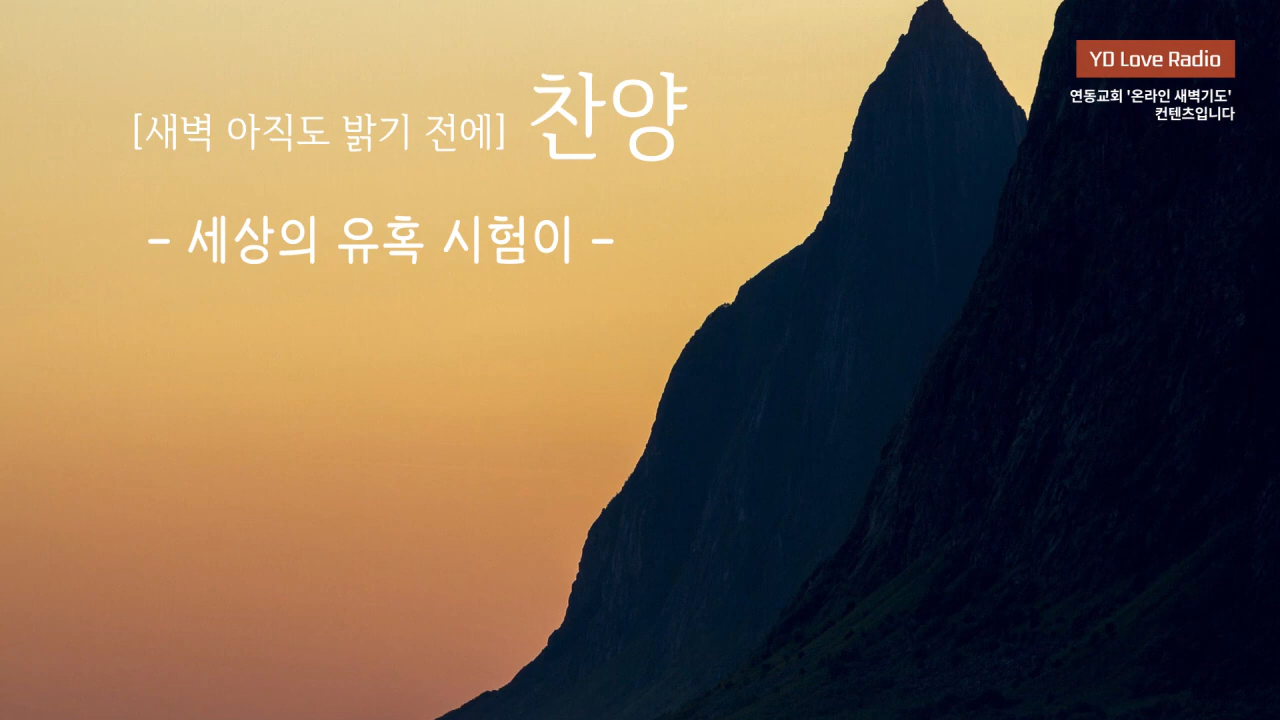 [새벽 아직도 밝기 전에] 찬양
- 세상의 유혹 시험이 -
YD Love Radio
연동교회 '온라인 새벽기도'
컨텐츠입니다